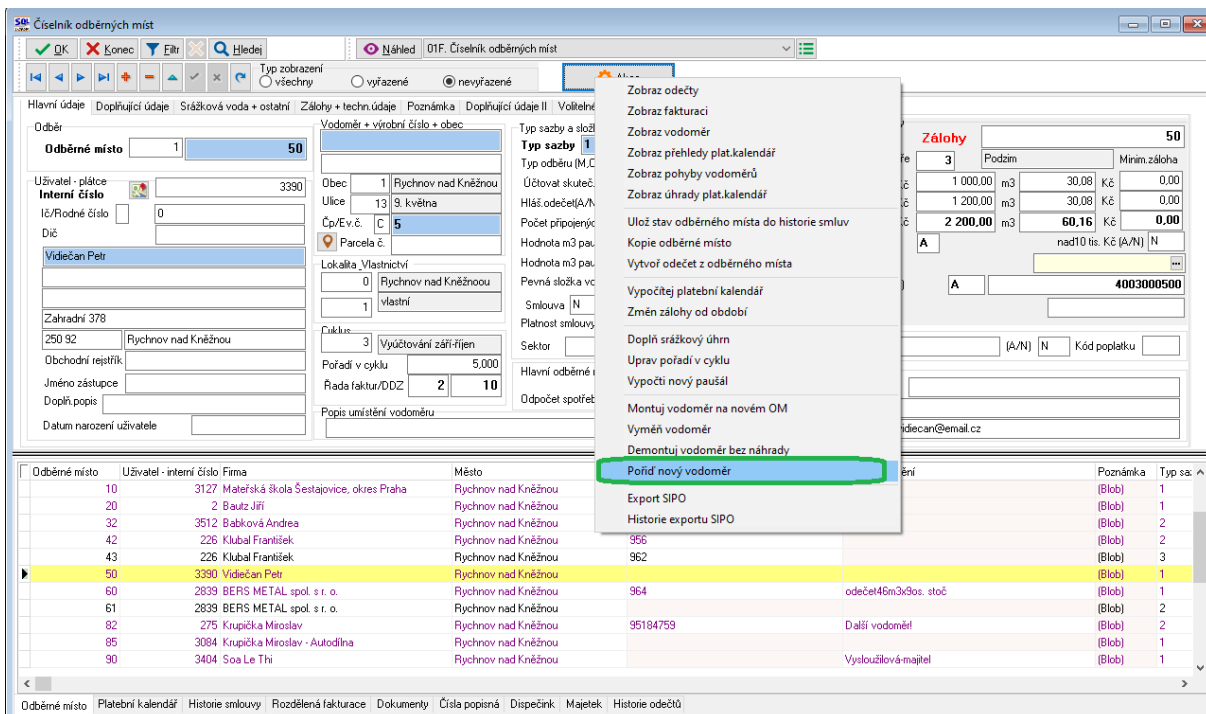 Číselník odběrných míst
OK Konec Filtr Hledej Náhled 01F. Číselník odběrných míst
Typ zobrazení
všechny vyřazené nevyřazené
Hlavní údaje Doplňující údaje Srážková voda + ostatní Zálohy + techn.údaje Poznámka Doplňující údaje II
Odběr
Odběrné místo 1 50
Uživatel - plátce
Interní číslo 3390
Ič/Rodné číslo 0
Dič
Vidiečan Petr
Zahradní 378
250 92 Rychnov nad Kněžnou
Obchodní rejstřík
Jméno zástupce
Doplň.popis
Datum narození uživatele
Vodoměr + výrobní číslo + obec
Obec 1 Rychnov nad Kněžnou
Ulice 13 9. května
Čp/Ev.č. C 5
Parcela č.
Lokalita_Vlastnictví
0 Rychnov nad Kněžnoou
1 vlastní
Cyklus
3 Vyúčtování září-říjen
Pořadí v cyklu 5,000
Řada faktur/DDZ 2 10
Popis umístění vodoměru
Typ sazby a slož
Typ sazby 1
Typ odběru (M,
Účtovat skuteč.
Hláš.odečet(A/N
Počet připojenýc
Hodnota m3 pau
Hodnota m3 pau
Pevná složka vo
Smlouva N
Platnost smlouvy
Sektor
Hlavní odběrné
Odpočet spotřeb
Zobraz odečty
Zobraz fakturaci
Zobraz vodoměr
Zobraz přehledy plat.kalendář
Zobraz pohyby vodoměrů
Zobraz úhrady plat.kalendář
Ulož stav odběrného místa do historie smluv
Kopie odběrné místo
Vytvoř odečet z odběrného místa
Vypočítej platební kalendář
Změn zálohy od období
Doplň srážkový úhrn
Uprav pořadí v cyklu
Vypočti nový paušál
Montuj vodoměr na novém OM
Vyměň vodoměr
Demontuj vodoměr bez náhrady
Pořiď nový vodoměr
Export SIPO
Historie exportu SIPO
Zálohy 50
3 Podzim Minim.záloha
1 000,00 m3 30,08 Kč 0,00
1 200,00 m3 30,08 Kč 0,00
2 200,00 m3 60,16 Kč 0,00
A nad10 tis. Kč (A/N) N
A 4003000500
(A/N) N Kód poplatku
idiecan@email.cz
Odběrné místo Uživatel - interní číslo Firma Město ní Poznámka Typ saz
10 3127 Mateřská škola Šestajovice, okres Praha Rychnov nad Kněžnou (Blob) 1
20 2 Bautz Jiří Rychnov nad Kněžnou (Blob) 1
32 3512 Babková Andrea Rychnov nad Kněžnou (Blob) 2
42 226 Klubal František Rychnov nad Kněžnou 956 (Blob) 2
43 226 Klubal František Rychnov nad Kněžnou 962 (Blob) 3
50 3390 Vidiečan Petr Rychnov nad Kněžnou (Blob) 1
60 2839 BERS METAL spol. s r. o. Rychnov nad Kněžnou 964 odečet46m3x9os. stoč (Blob) 1
61 2839 BERS METAL spol. s r. o. Rychnov nad Kněžnou (Blob) 2
82 275 Krupička Miroslav Rychnov nad Kněžnou 95184759 Další vodoměr! (Blob) 2
85 3084 Krupička Miroslav - Autodílna Rychnov nad Kněžnou (Blob) 1
90 3404 Soa Le Thi Rychnov nad Kněžnou Vysloužilová-majitel (Blob) 1
Odběrné místo Platební kalendář Historie smlouvy Rozdělená fakturace Dokumenty Čísla popisná Dispečink Majetek Historie odečtů